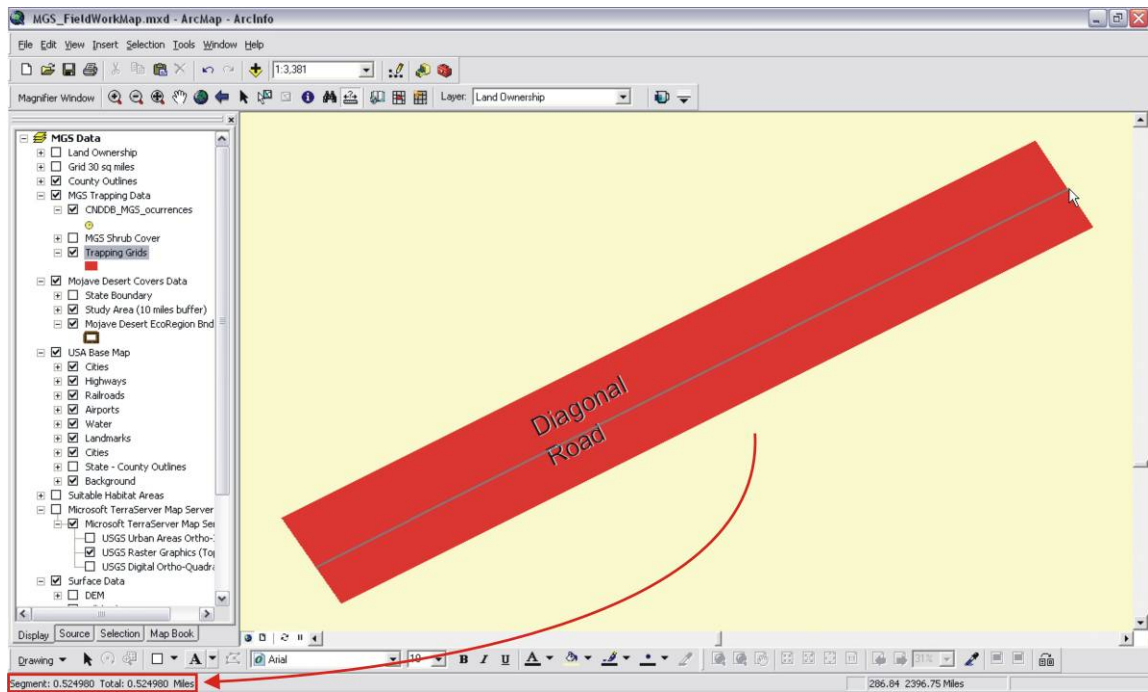 MGS_FieldWorkMap.mxd - ArcMap - ArcInfo
File Edit View Insert Selection Tools Window Help
1:3,381
Magnifier Window Layer: Land Ownership
MGS Data
Land Ownership
Grid 30 sq miles
County Outlines
MGS Trapping Data
CNDDB_MGS_ocurrences
MGS Shrub Cover
Trapping Grids
Mojave Desert Covers Data
State Boundary
Study Area (10 miles buffer)
Mojave Desert EcoRegion Bnd
USA Base Map
Cities
Highways
Railroads
Airports
Water
Landmarks
Cities
State - County Outlines
Background
Suitable Habitat Areas
Microsoft TerraServer Map Server
Microsoft TerraServer Map Ser
USGS Urban Areas Ortho-
USGS Raster Graphics (Top
USGS Digital Ortho-Quadra
Surface Data
DEM
Diagonal
Road
Display Source Selection Map Book
Drawing A Arial 10 B I U A 31%
Segment: 0.524980 Total: 0.524980 Miles
286.84 2396.75 Miles